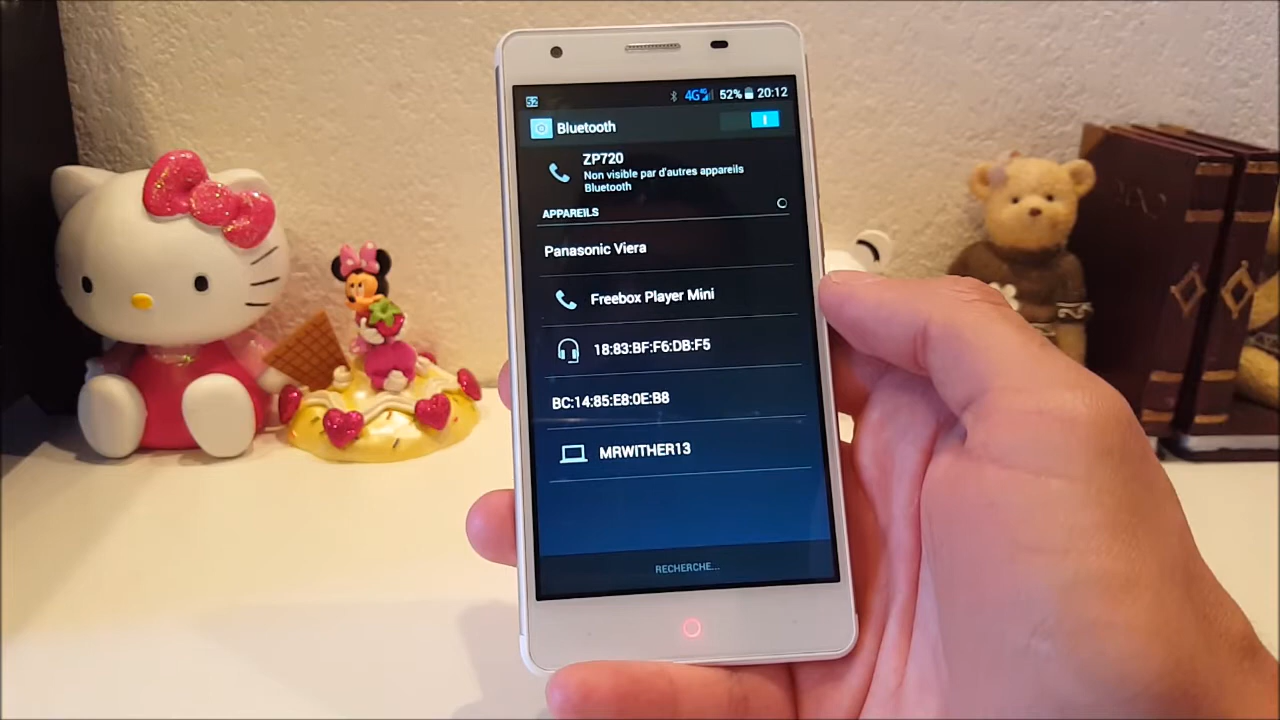 52
4G 52% 20:12
Bluetooth
ZP720
Non visible par d'autres appareils
Bluetooth
APPAREILS
Panasonic Viera
Freebox Player Mini
18:83:BF:F6:DB:F5
BC:14:85:E8:0E:B8
MRWITHER13
RECHERCHE...